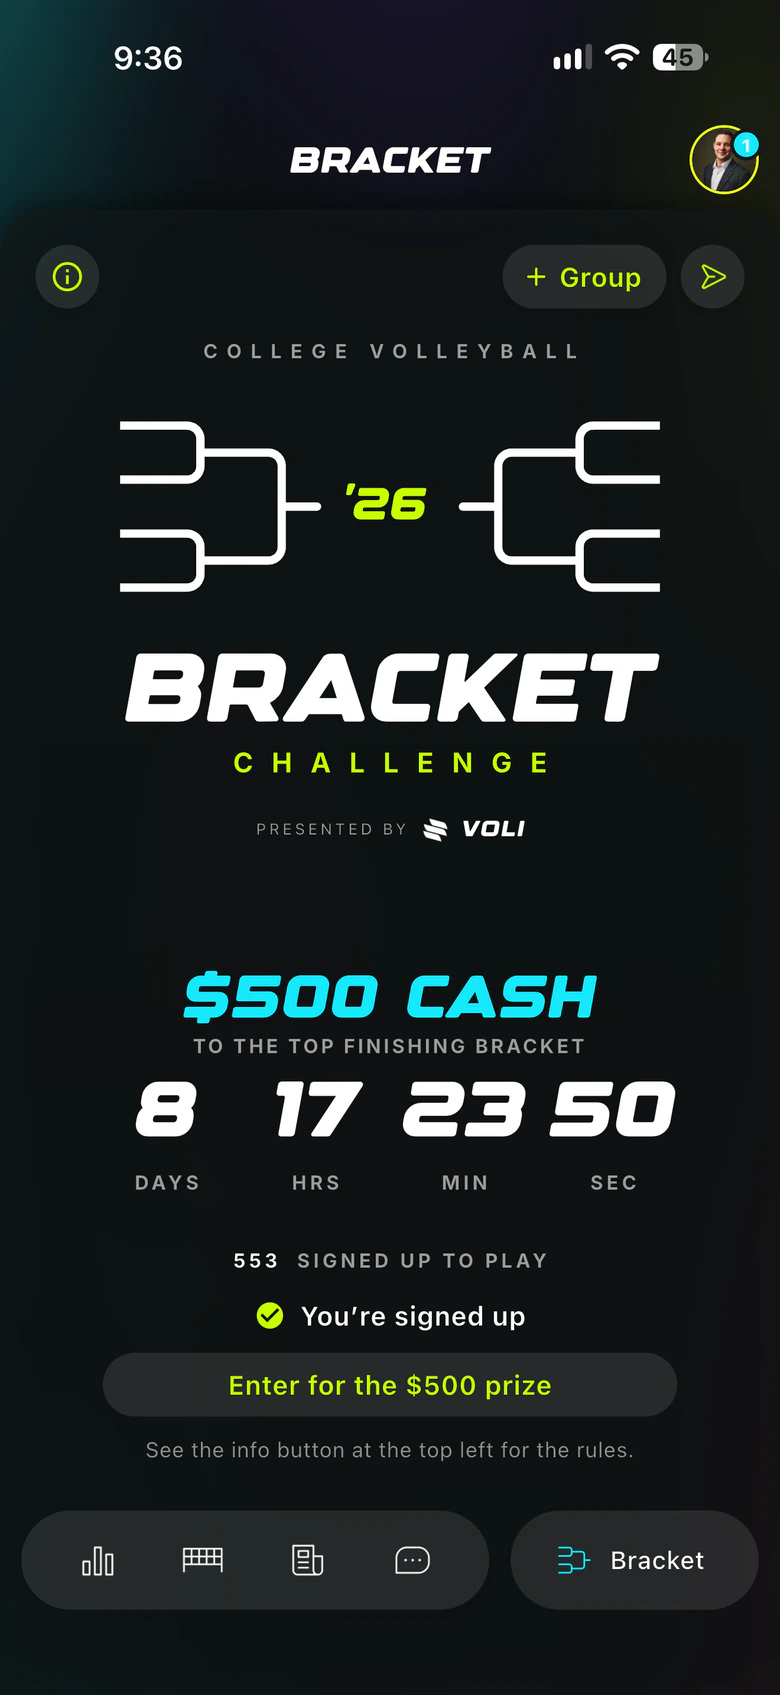 9:36
45
BRACKET
1
+ Group
COLLEGE VOLLEYBALL
'26
BRACKET
CHALLENGE
PRESENTED BY VOLI
$500 CASH
TO THE TOP FINISHING BRACKET
8 17 23 50
DAYS HRS MIN SEC
553 SIGNED UP TO PLAY
You're signed up
Enter for the $500 prize
See the info button at the top left for the rules.
Bracket